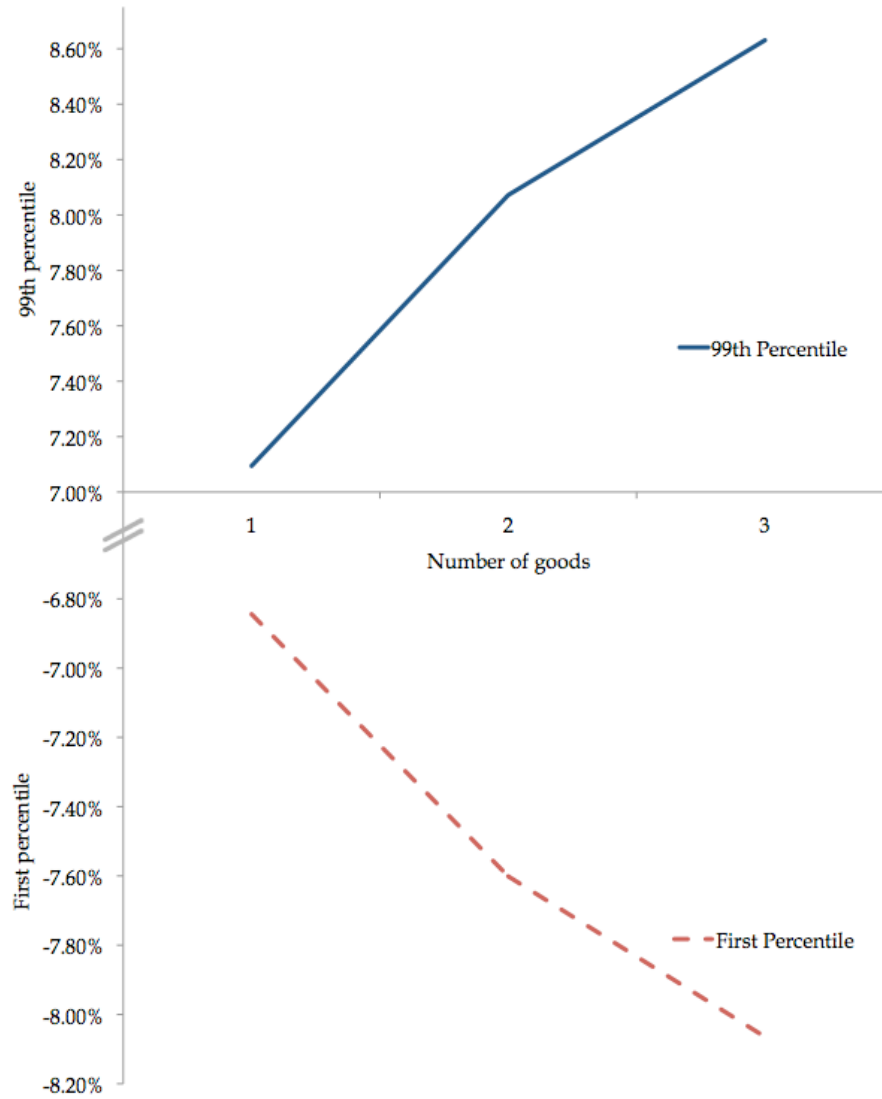 8.60%
8.40%
8.20%
8.00%
7.80%
7.60%
7.40%
7.20%
7.00%
99th percentile
99th Percentile
1 2 3
Number of goods
-6.80%
-7.00%
-7.20%
-7.40%
-7.60%
-7.80%
-8.00%
-8.20%
First percentile
First Percentile